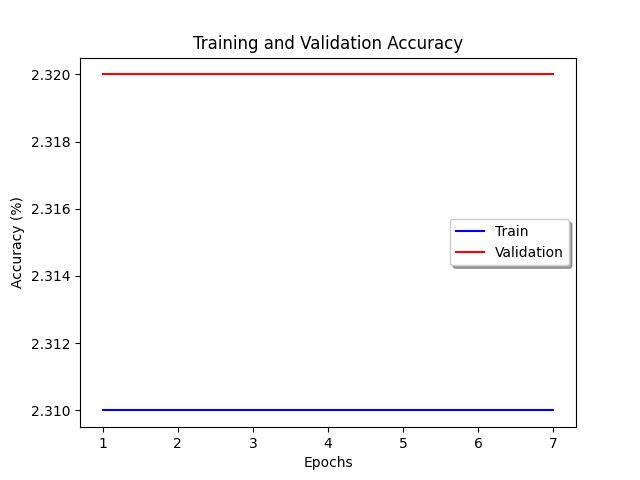 Training and Validation Accuracy
Accuracy (%)
2.320
2.318
2.316
2.314
2.312
2.310
Train
Validation
1 2 3 4 5 6 7
Epochs